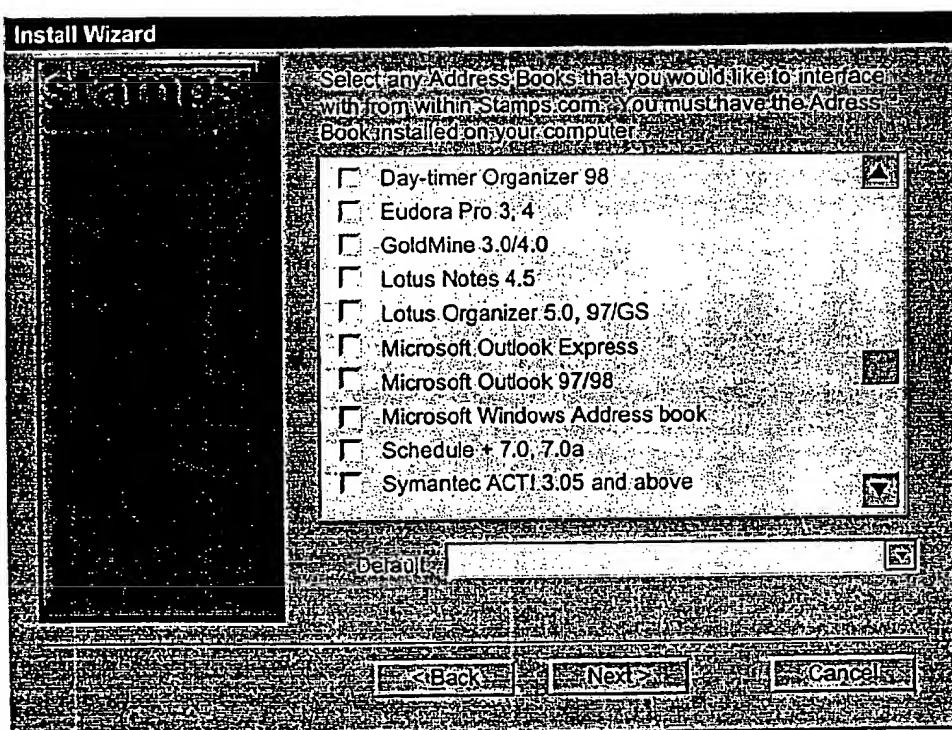 Install Wizard
Stamps
Select any Address Books that you would like to interface
with from within Stamps.com. You must have the Adress
Book installed on your computer.
Day-timer Organizer 98
Eudora Pro 3, 4
GoldMine 3.0/4.0
Lotus Notes 4.5
Lotus Organizer 5.0, 97/GS
Microsoft Outlook Express
Microsoft Outlook 97/98
Microsoft Windows Address book
Schedule + 7.0, 7.0a
Symantec ACT! 3.05 and above
Default:
<Back
Next>
Cancel